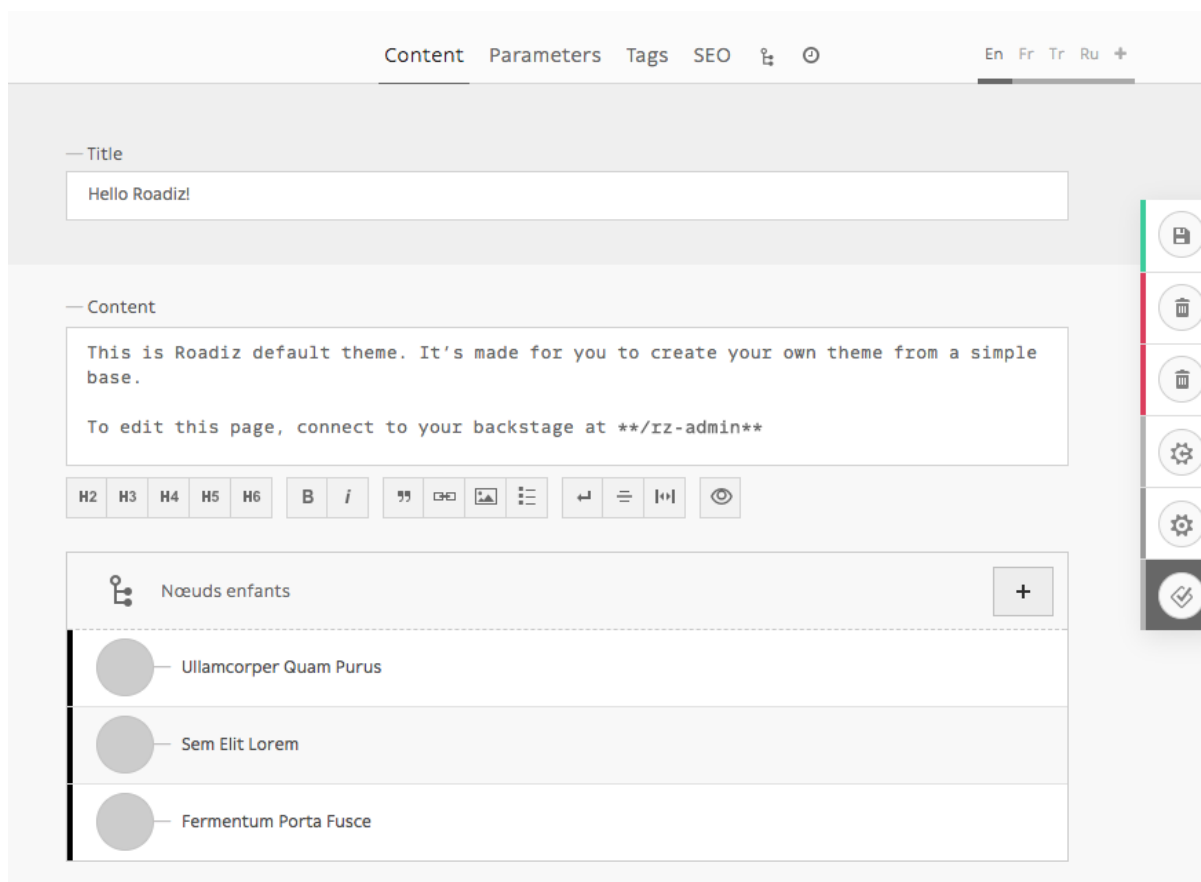 Content Parameters Tags SEO
En Fr Tr Ru +
Title
Hello Roadiz!
Content
This is Roadiz default theme. It's made for you to create your own theme from a simple
base.
To edit this page, connect to your backstage at **/rz-admin**
H2 H3 H4 H5 H6 B i
Nœuds enfants +
Ullamcorper Quam Purus
Sem Elit Lorem
Fermentum Porta Fusce